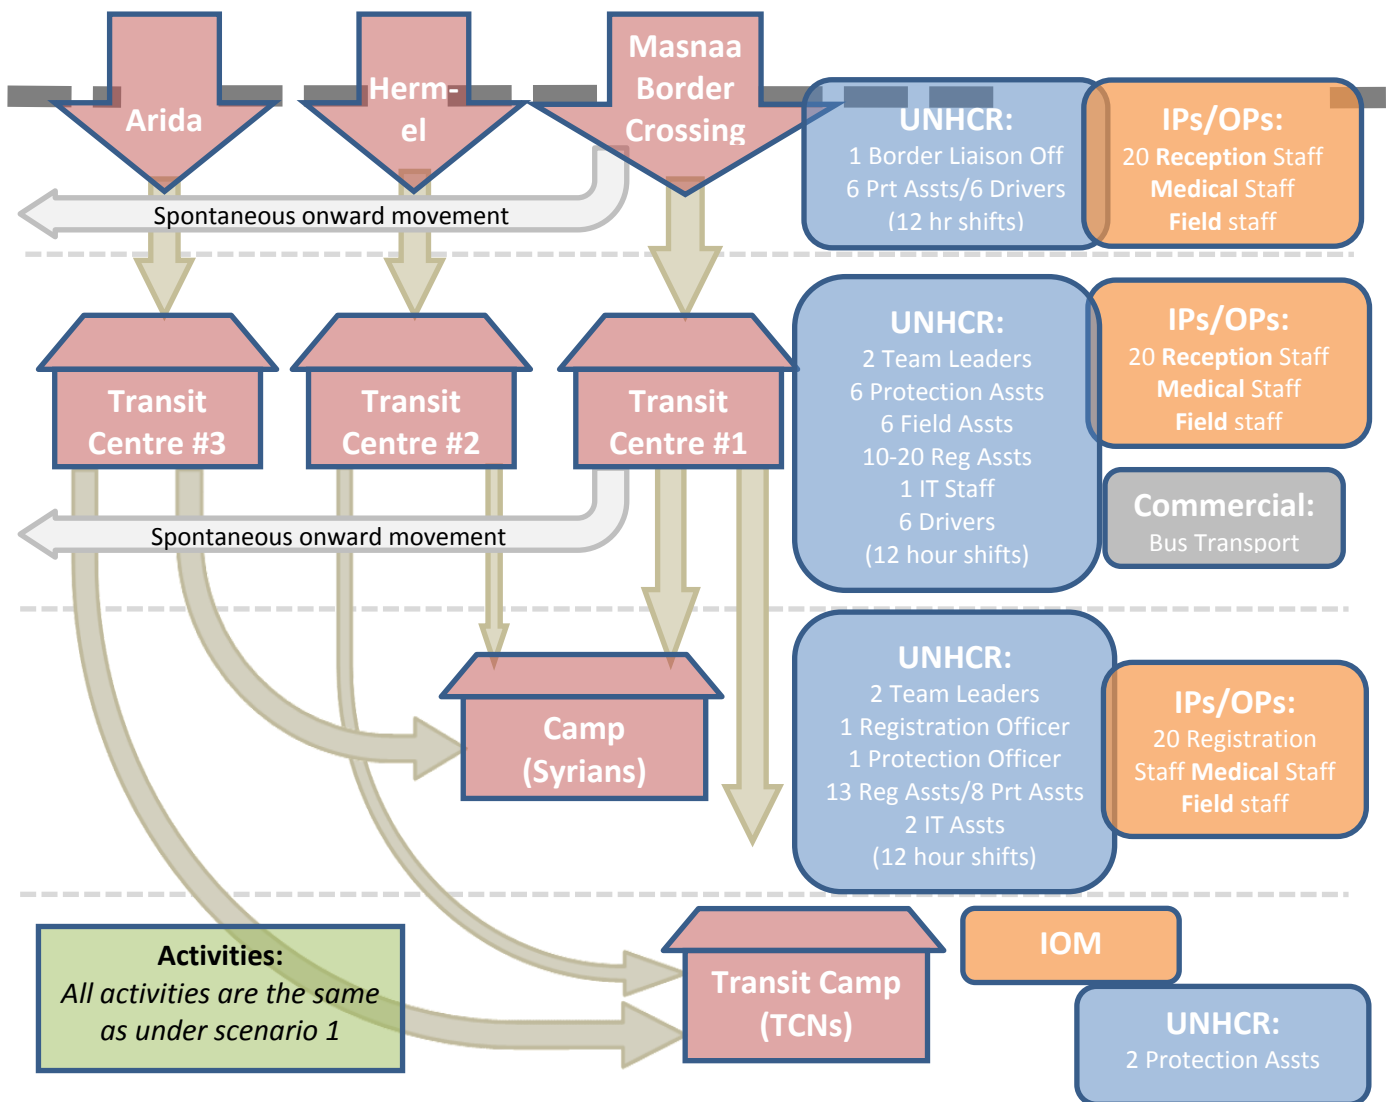 Arida
Herm-
el
Masnaa
Border
Crossing
UNHCR:
1 Border Liaison Off
6 Prt Assts/6 Drivers
(12 hr shifts)
IPs/OPs:
20 Reception Staff
Medical Staff
Field staff
Spontaneous onward movement
Transit
Centre #3
Transit
Centre #2
Transit
Centre #1
UNHCR:
2 Team Leaders
6 Protection Assts
6 Field Assts
10-20 Reg Assts
1 IT Staff
6 Drivers
(12 hour shifts)
IPs/OPs:
20 Reception Staff
Medical Staff
Field staff
Commercial:
Bus Transport
Spontaneous onward movement
Camp
(Syrians)
UNHCR:
2 Team Leaders
1 Registration Officer
1 Protection Officer
13 Reg Assts/8 Prt Assts
2 IT Assts
(12 hour shifts)
IPs/OPs:
20 Registration
Staff Medical Staff
Field staff
Activities:
All activities are the same
as under scenario 1
Transit Camp
(TCNs)
IOM
UNHCR:
2 Protection Assts